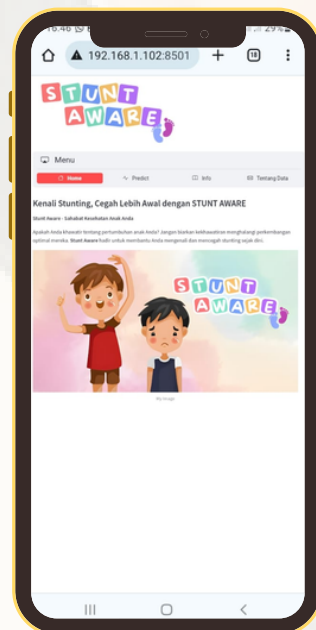 192.168.1.102:8501
18
STUNT
AWARE
Menu
Home Predict Info Tentang Data
Kenali Stunting, Cegah Lebih Awal dengan STUNT AWARE
Stunt Aware - Sahabat Kesehatan Anak Anda
Apakah Anda khawatir tentang pertumbuhan anak Anda? Jangan biarkan kekhawatiran menghalangi perkembangan
optimal mereka. Stunt Aware hadir untuk membantu Anda mengenali dan mencegah stunting sejak dini.
STUNT
AWARE
My Image